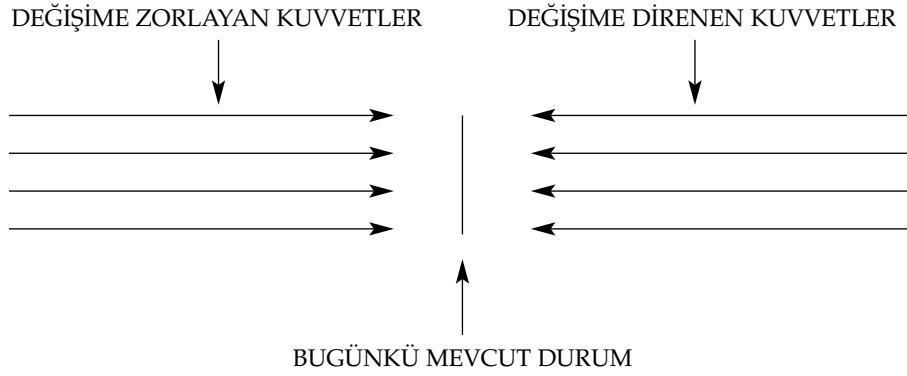 DEĞİŞİME ZORLAYAN KUVVETLER
DEĞİŞİME DİRENEN KUVVETLER
BUGÜNKÜ MEVCUT DURUM